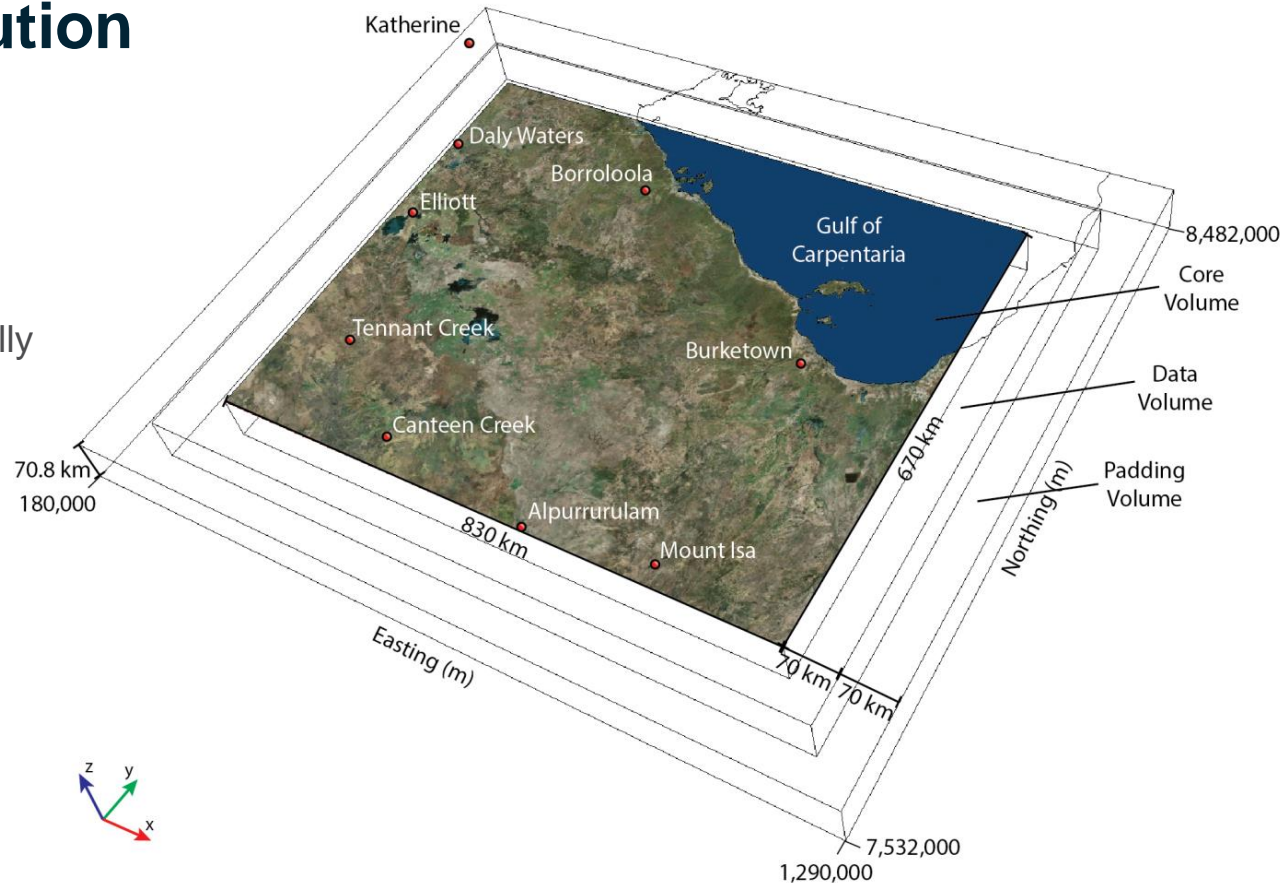 ution
lly
Katherine
Daly Waters
Borroloola
Elliott
Gulf of
Carpentaria
8,482,000
Core
Volume
Tennant Creek
Burketown
Data
Volume
Canteen Creek
670 km
70.8 km
180,000
Padding
Volume
Northing (m)
Alpurrurulam
830 km
Mount Isa
Easting (m)
70 km
70 km
z
y
x
7,532,000
1,290,000